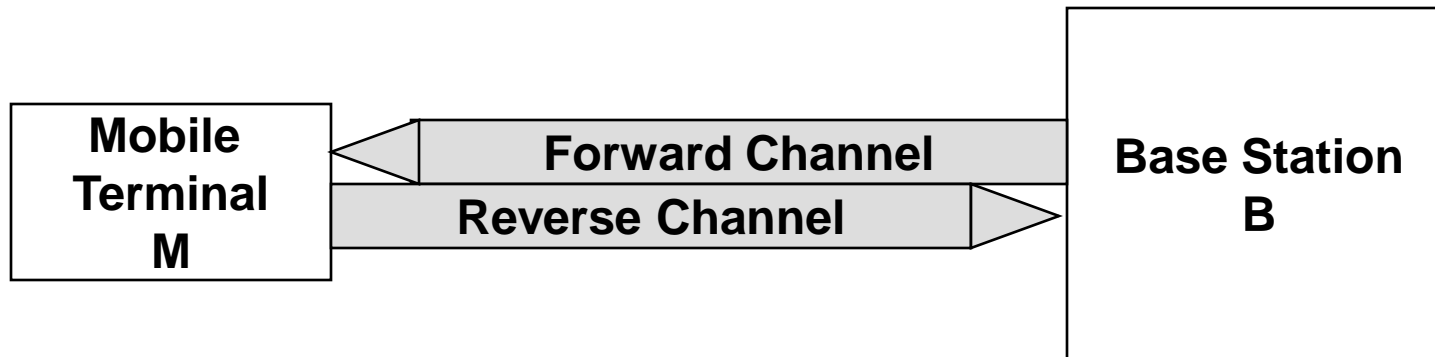 Mobile
Terminal
M
Forward Channel
Reverse Channel
Base Station
B